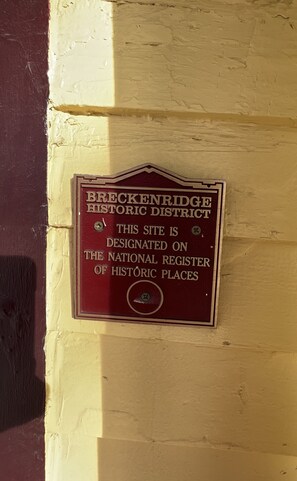 BRECKENRIDGE
HISTORIC DISTRICT
THIS SITE IS
DESIGNATED ON
THE NATIONAL REGISTER
OF HISTORIC PLACES